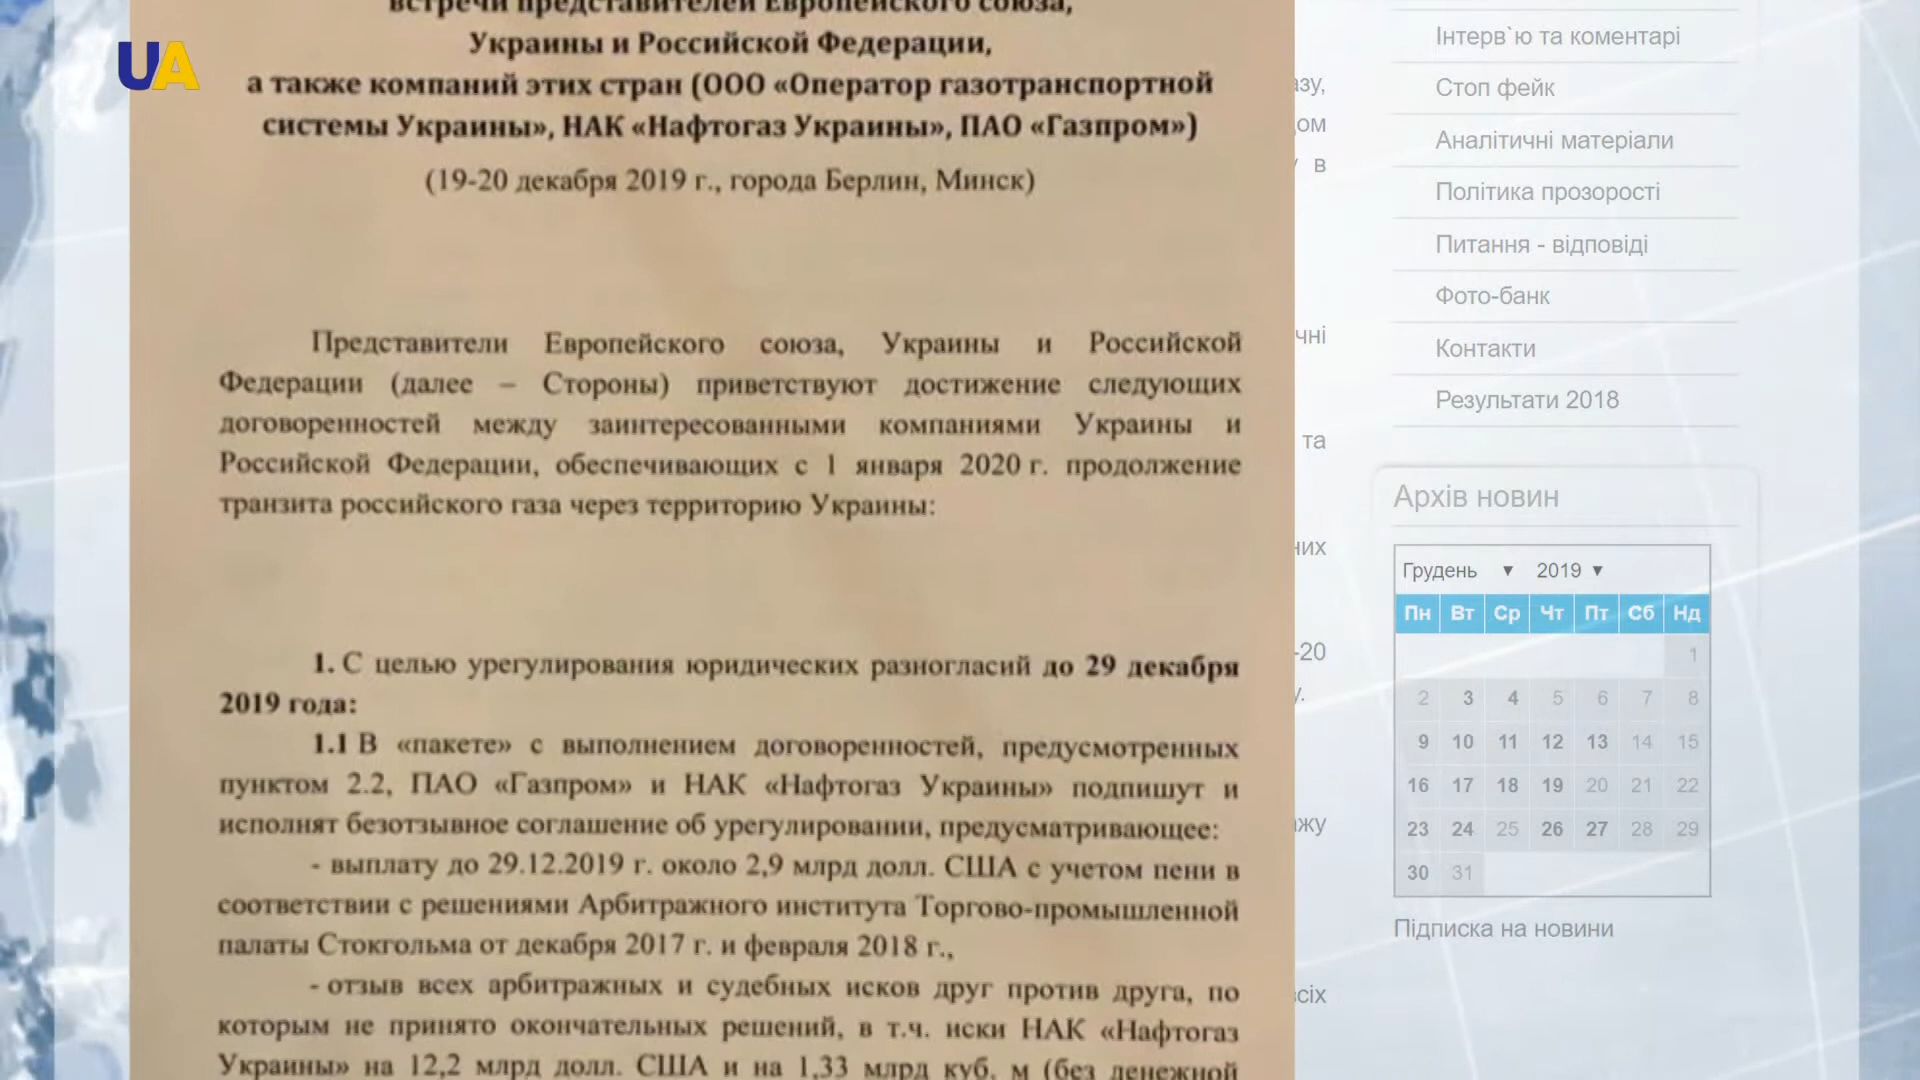 встречи представителей Европейского союза,
Украины и Российской Федерации,
а также компаний этих стран (ООО «Оператор газотранспортной
системы Украины», НАК «Нафтогаз Украины», ПАО «Газпром»)
(19-20 декабря 2019 г., города Берлин, Минск)
Представители Европейского союза, Украины и Российской
Федерации (далее – Стороны) приветствуют достижение следующих
договоренностей между заинтересованными компаниями Украины и
Российской Федерации, обеспечивающих с 1 января 2020 г. продолжение
транзита российского газа через территорию Украины:
1. С целью урегулирования юридических разногласий до 29 декабря
2019 года:
1.1 В «пакете» с выполнением договоренностей, предусмотренных
пунктом 2.2, ПАО «Газпром» и НАК «Нафтогаз Украины» подпишут и
исполнят безотзывное соглашение об урегулировании, предусматривающее:
- выплату до 29.12.2019 г. около 2,9 млрд долл. США с учетом пени в
соответствии с решениями Арбитражного института Торгово-промышленной
палаты Стокгольма от декабря 2017 г. и февраля 2018 г.,
- отзыв всех арбитражных и судебных исков друг против друга, по
которым не принято окончательных решений, в т.ч. иски НАК «Нафтогаз
Украины» на 12,2 млрд долл. США и на 1,33 млрд куб. м (без денежной
UA
в
та
-20
Інтерв`ю та коментарі
Стоп фейк
Аналітичні матеріали
Політика прозорості
Питання - відповіді
Фото-банк
Контакти
Результати 2018
Архів новин
Грудень ▼ 2019 ▼
Пн Вт Ср Чт Пт Сб Нд
1
2 3 4 5 6 7 8
9 10 11 12 13 14 15
16 17 18 19 20 21 22
23 24 25 26 27 28 29
30 31
Підписка на новини